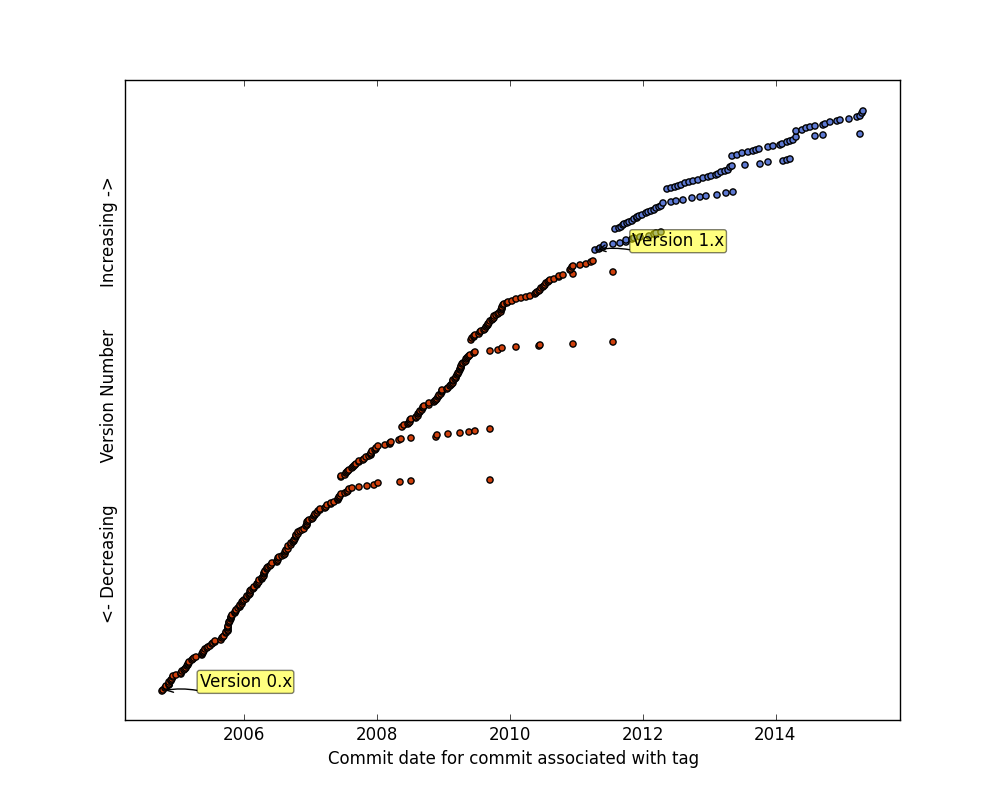 Version 1.x
Version 0.x
<- Decreasing Version Number Increasing ->
2006 2008 2010 2012 2014
Commit date for commit associated with tag